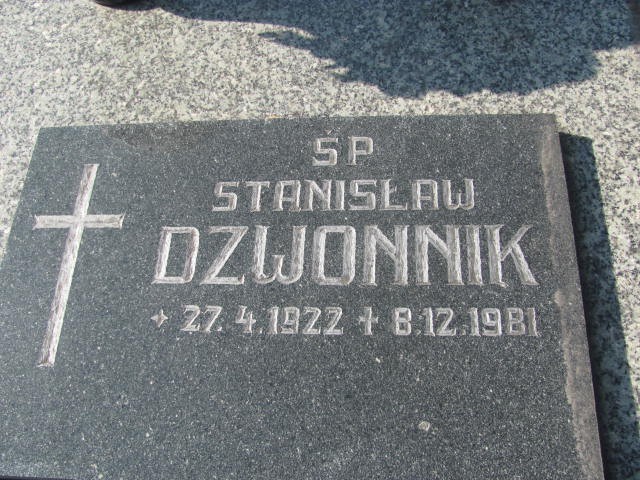 ŚP
STANISŁAW
DZWONNIK
✦ 27.4.1922 ✝ 8.12.1981